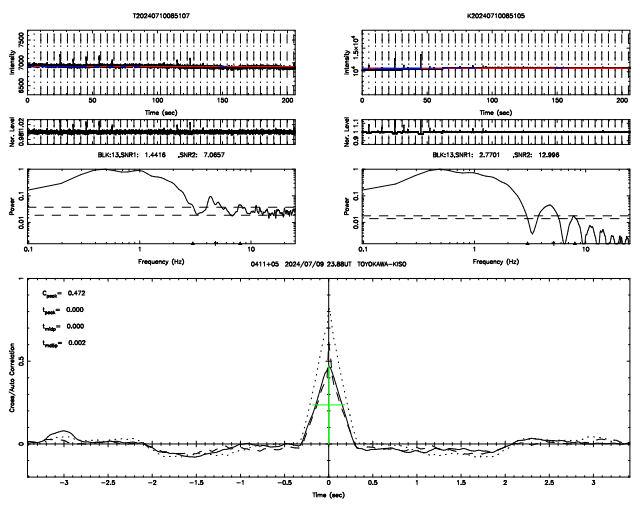 T20240710085107
K20240710085105
Intensity
7500
7000
6500
0
50
100
150
200
Time (sec)
Intensity
1.5×10⁴
10⁴
0
50
100
150
200
Time (sec)
Nor. Level
Nor. Level
1.1
1
0.9
BLK:13,SNR1: 1.4416 ,SNR2: 7.0657
BLK:13,SNR1: 2.7701 ,SNR2: 12.996
Power
1
0.1
0.01
0.1
1
10
Frequency (Hz)
Power
1
0.1
0.01
0.1
1
10
Frequency (Hz)
0411+05 2024/07/09 23.88UT TOYOKAWA-KISO
Cross/Auto Correlation
1
0.5
0
C_peak= 0.472
t_peak= 0.000
t_midp= 0.000
t_mdlp= 0.002
-3
-2.5
-2
-1.5
-1
-0.5
0
0.5
1
1.5
2
2.5
3
Time (sec)